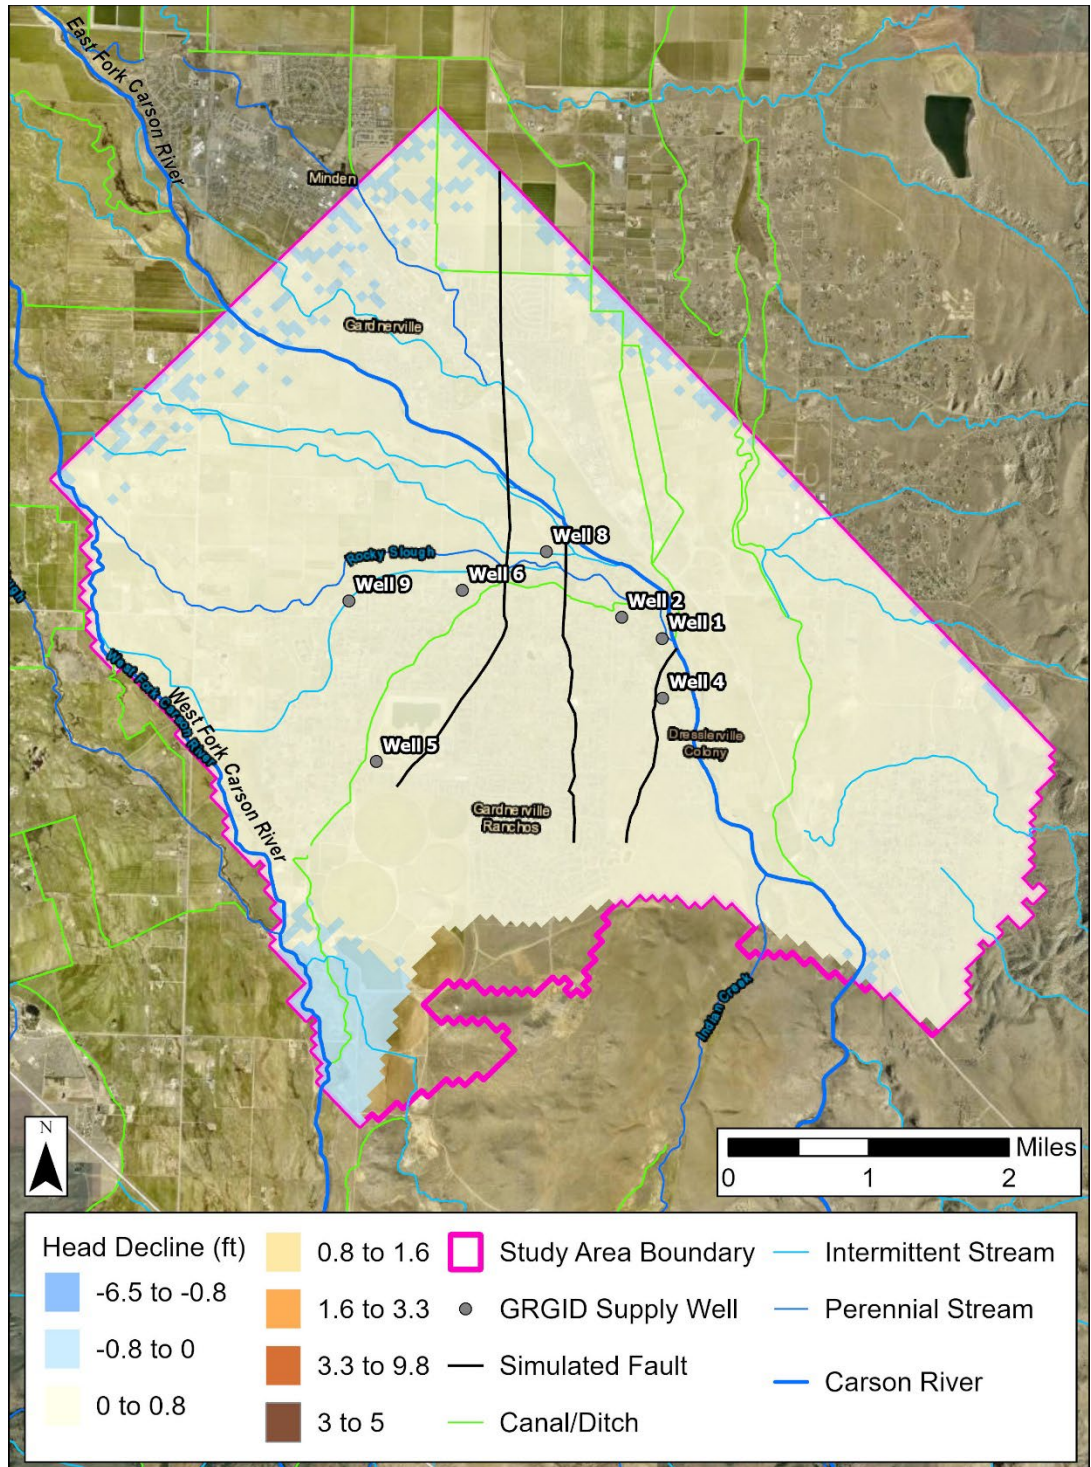 East Fork Carson River
Minden
Gardnerville
Rocky Slough
Well 8
Well 6
Well 9
Well 2
Well 1
Well 4
Dresslerville
Colony
Well 5
Gardnerville
Ranchos
West Fork Carson River
West Fork Carson River
Indian Creek
N
Miles
0 1 2
Head Decline (ft)
-6.5 to -0.8
-0.8 to 0
0 to 0.8
0.8 to 1.6
1.6 to 3.3
3.3 to 9.8
3 to 5
Study Area Boundary
GRGID Supply Well
Simulated Fault
Canal/Ditch
Intermittent Stream
Perennial Stream
Carson River